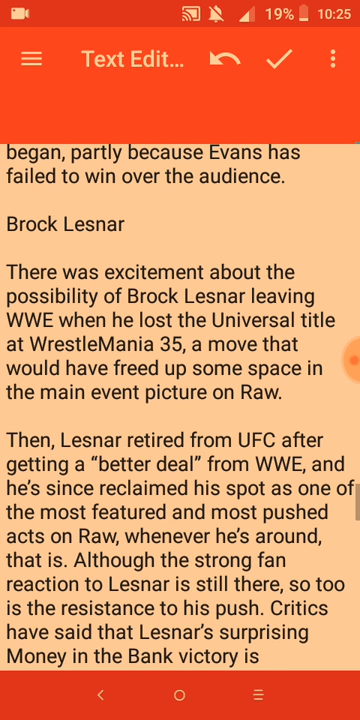 19% 10:25
Text Edit...
began, partly because Evans has
failed to win over the audience.
Brock Lesnar
There was excitement about the
possibility of Brock Lesnar leaving
WWE when he lost the Universal title
at WrestleMania 35, a move that
would have freed up some space in
the main event picture on Raw.
Then, Lesnar retired from UFC after
getting a “better deal” from WWE, and
he’s since reclaimed his spot as one of
the most featured and most pushed
acts on Raw, whenever he’s around,
that is. Although the strong fan
reaction to Lesnar is still there, so too
is the resistance to his push. Critics
have said that Lesnar’s surprising
Money in the Bank victory is